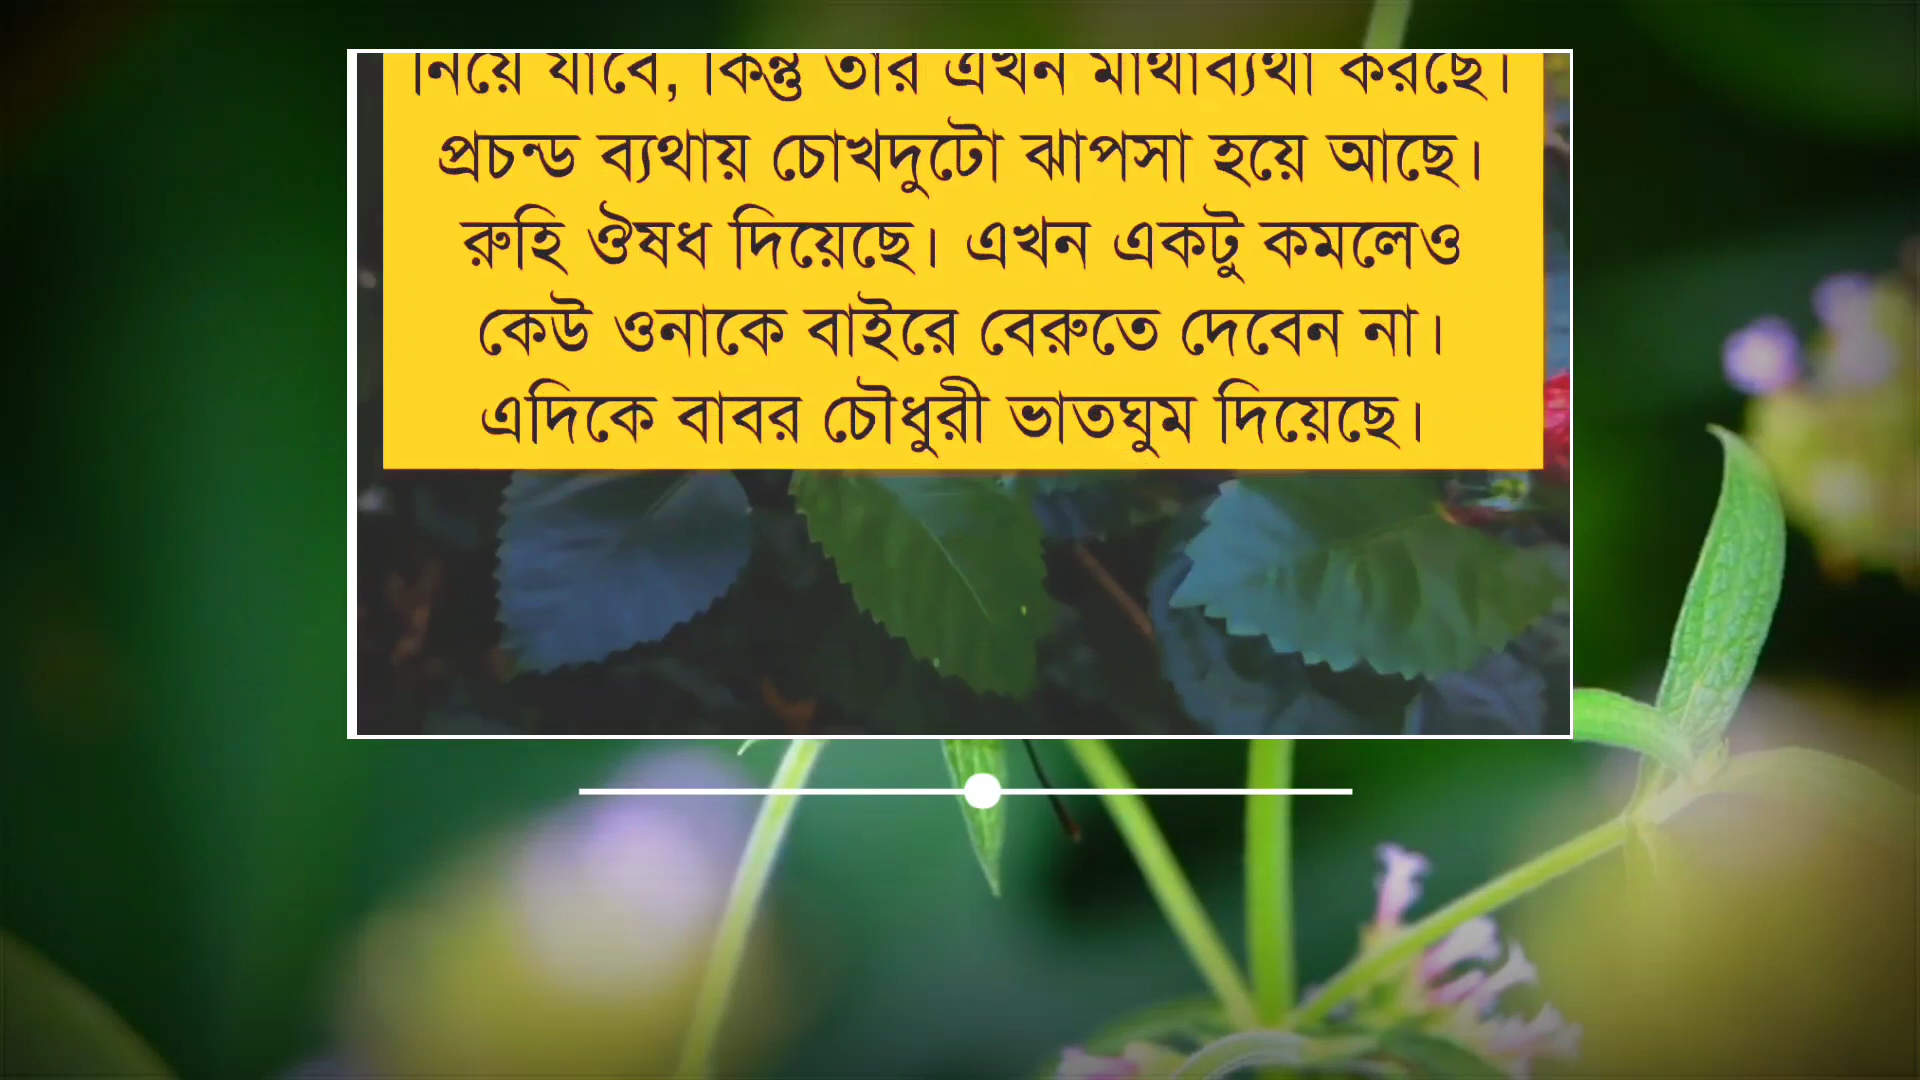 নিয়ে যাবে, কিন্তু তার এখন মাথাব্যথা করছে।
প্রচন্ড ব্যথায় চোখদুটো ঝাপসা হয়ে আছে।
রুহি ঔষধ দিয়েছে। এখন একটু কমলেও
কেউ ওনাকে বাইরে বেরুতে দেবেন না।
এদিকে বাবর চৌধুরী ভাতঘুম দিয়েছে।